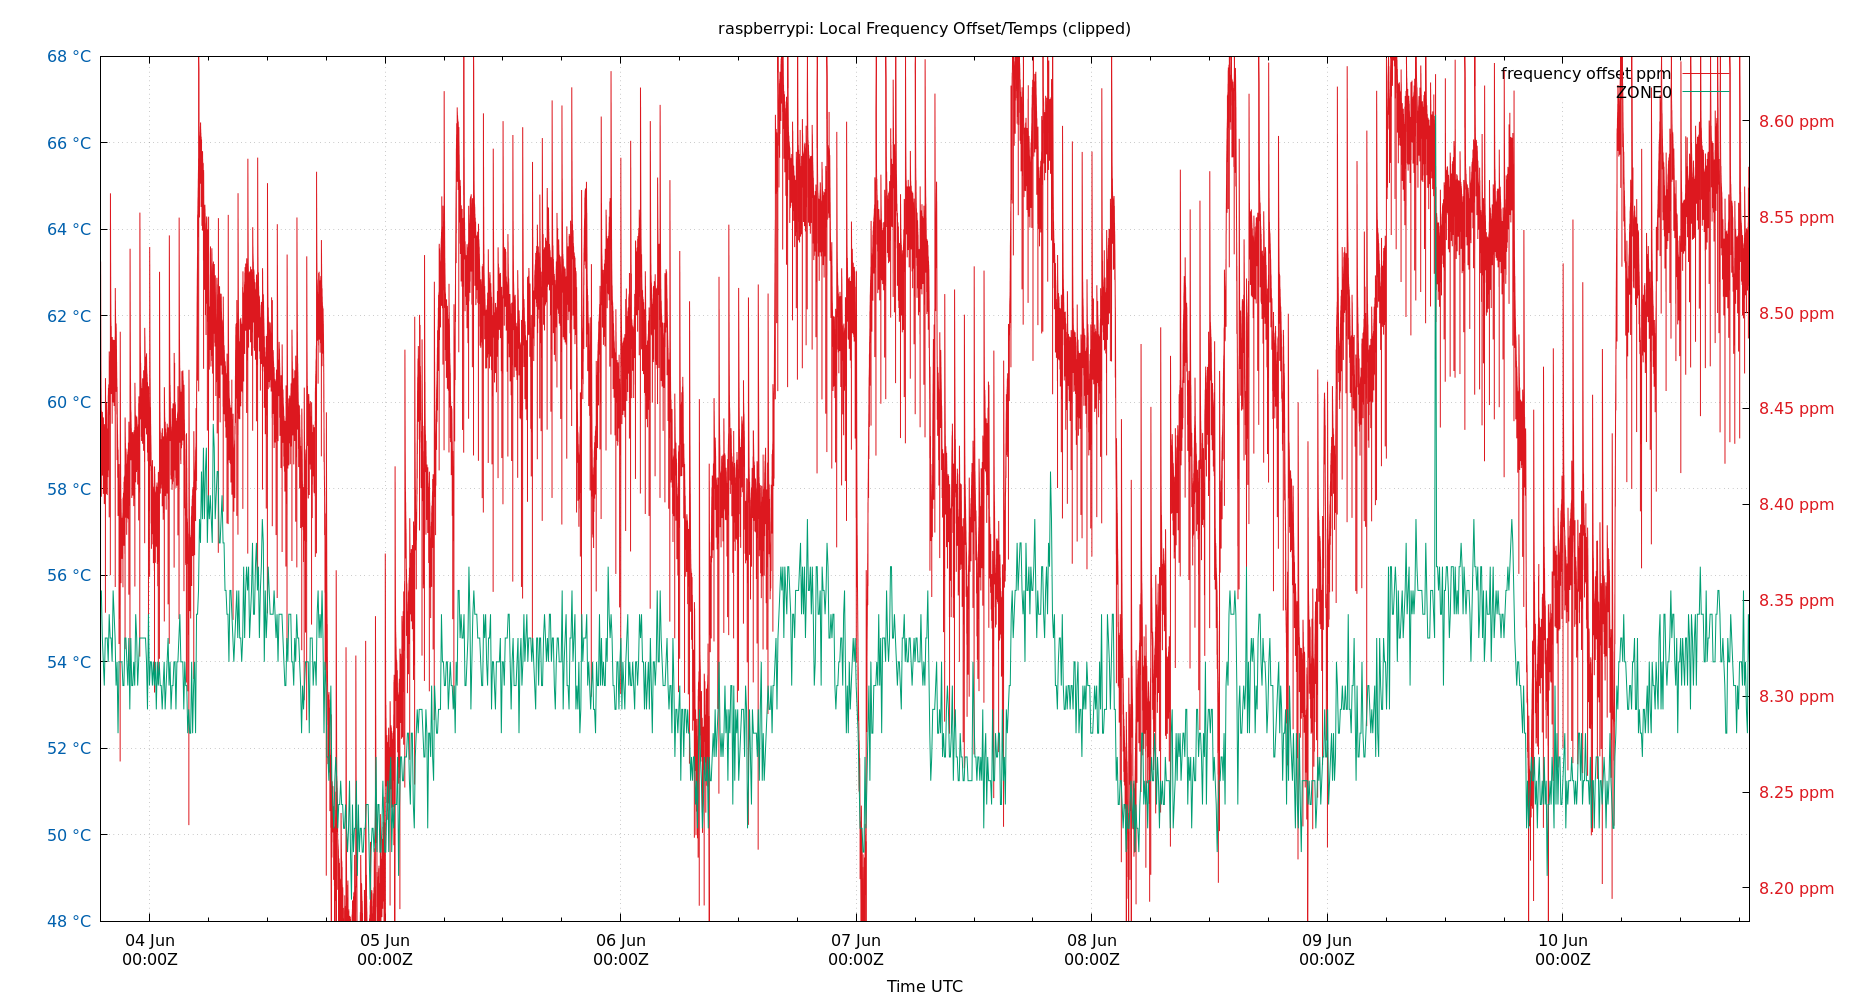 raspberrypi: Local Frequency Offset/Temps (clipped)
68 °C
66 °C
64 °C
62 °C
60 °C
58 °C
56 °C
54 °C
52 °C
50 °C
48 °C
frequency offset ppm
ZONE0
8.60 ppm
8.55 ppm
8.50 ppm
8.45 ppm
8.40 ppm
8.35 ppm
8.30 ppm
8.25 ppm
8.20 ppm
04 Jun
00:00Z
05 Jun
00:00Z
06 Jun
00:00Z
07 Jun
00:00Z
08 Jun
00:00Z
09 Jun
00:00Z
10 Jun
00:00Z
Time UTC